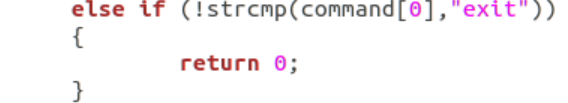 else if (!strcmp(command[0],"exit"))
{
return 0;
}